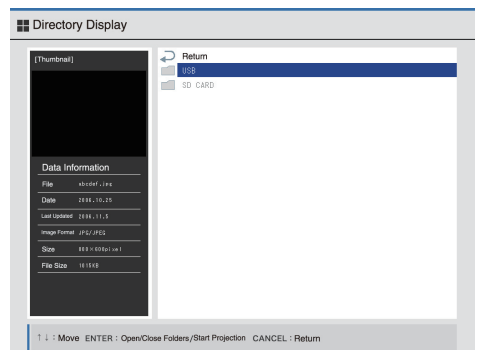 Directory Display
[Thumbnail]
Return
USB
SD CARD
Data Information
File abcdef.jpg
Date 2006.10.25
Last Updated 2006.11.5
Image Format JPG/JPEG
Size 800×600pixel
File Size 1015KB
↑↓：Move ENTER：Open/Close Folders/Start Projection CANCEL：Return